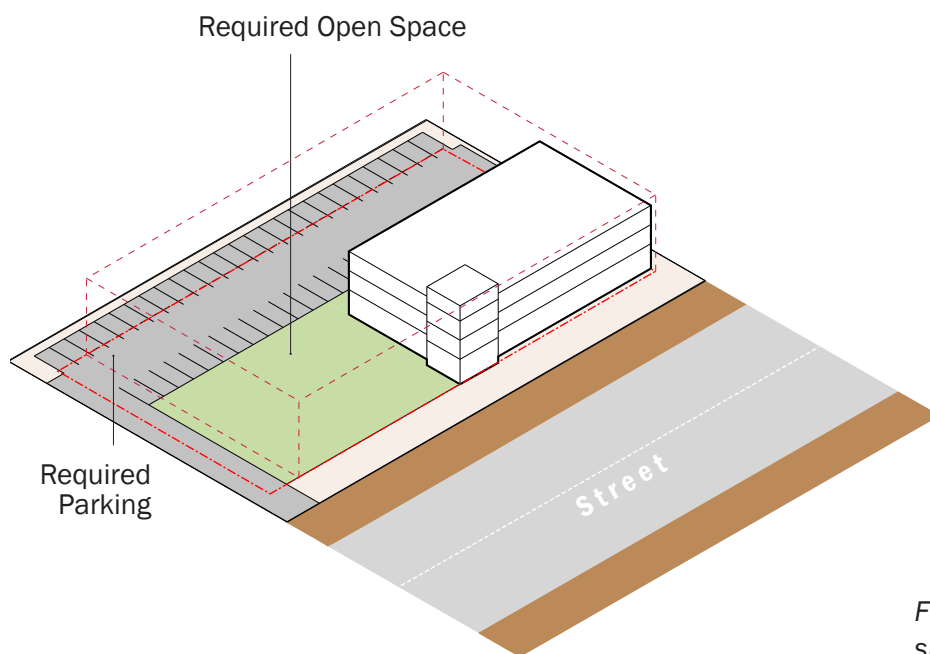 Required Open Space
Required
Parking
Street
F
s